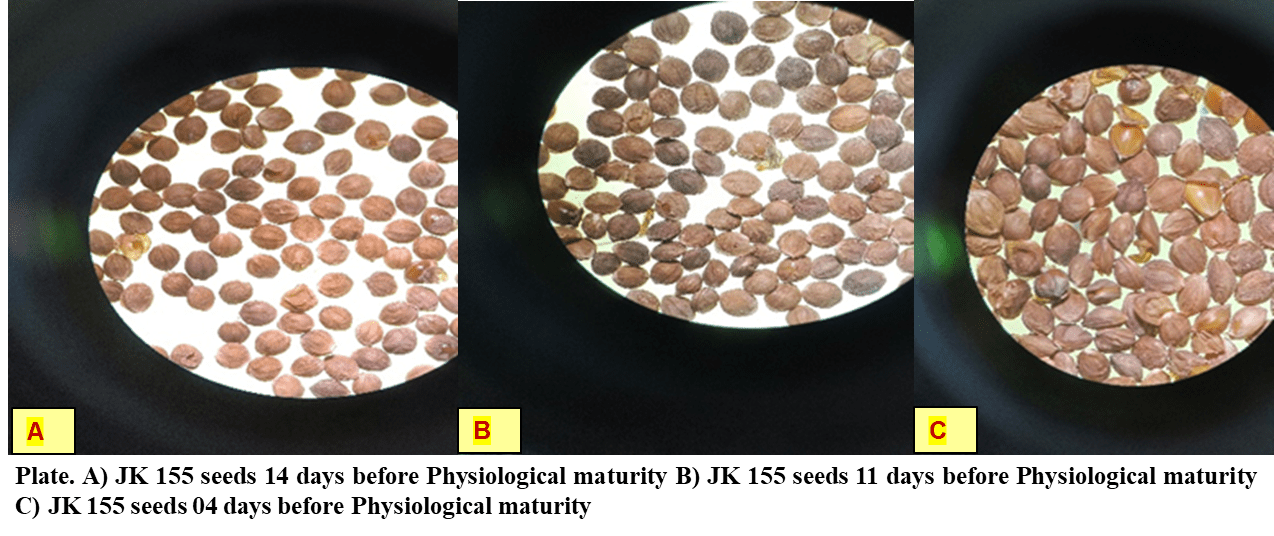 A
B
C
Plate. A) JK 155 seeds 14 days before Physiological maturity B) JK 155 seeds 11 days before Physiological maturity
C) JK 155 seeds 04 days before Physiological maturity